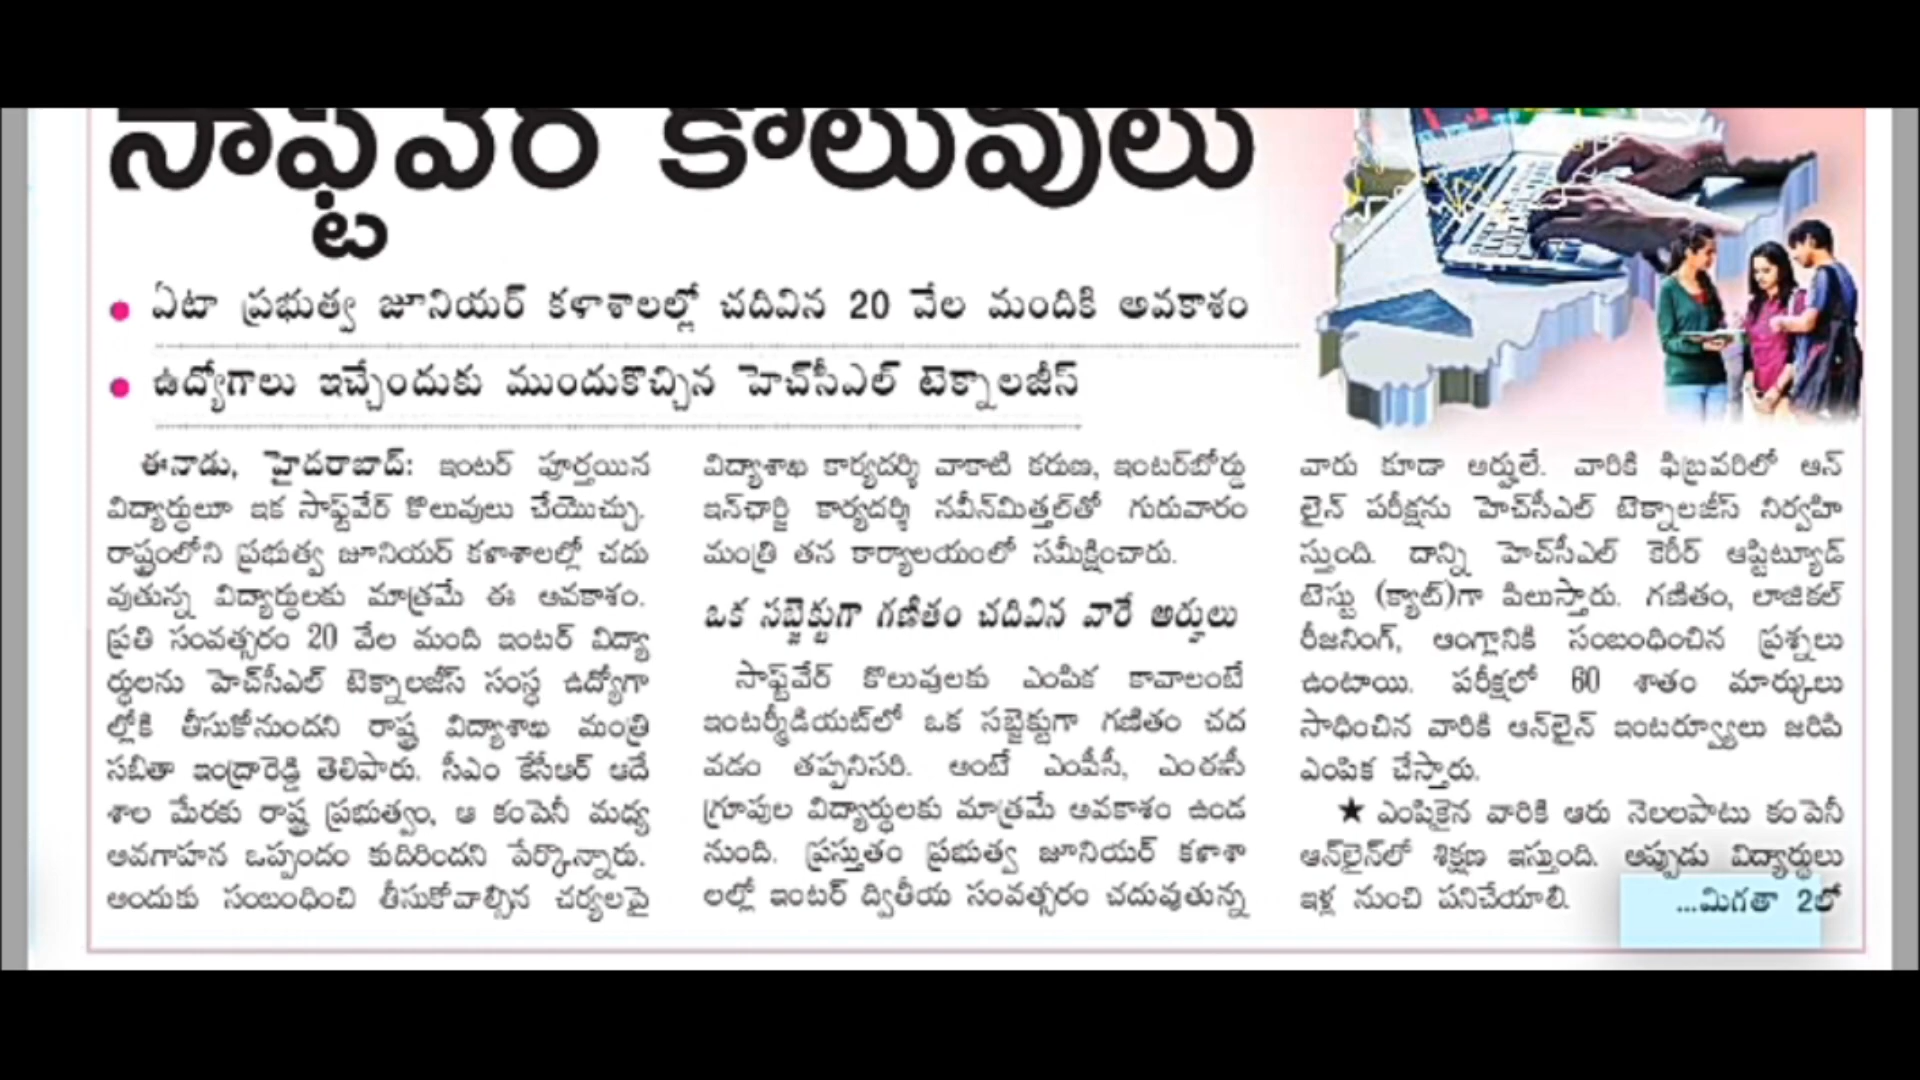 సాఫ్ట్‌వేర్ కొలువులు
• ఏటా ప్రభుత్వ జూనియర్ కళాశాలల్లో చదివిన 20 వేల మందికి అవకాశం
• ఉద్యోగాలు ఇచ్చేందుకు ముందుకొచ్చిన హెచ్‌సీఎల్ టెక్నాలజీస్
ఈనాడు, హైదరాబాద్: ఇంటర్ పూర్తయిన
విద్యార్థులూ ఇక సాఫ్ట్‌వేర్ కొలువులు చేయొచ్చు.
రాష్ట్రంలోని ప్రభుత్వ జూనియర్ కళాశాలల్లో చదు
వుతున్న విద్యార్థులకు మాత్రమే ఈ అవకాశం.
ప్రతి సంవత్సరం 20 వేల మంది ఇంటర్ విద్యా
ర్థులను హెచ్‌సీఎల్ టెక్నాలజీస్ సంస్థ ఉద్యోగా
ల్లోకి తీసుకోనుందని రాష్ట్ర విద్యాశాఖ మంత్రి
సబితా ఇంద్రారెడ్డి తెలిపారు. సీఎం కేసీఆర్ ఆదే
శాల మేరకు రాష్ట్ర ప్రభుత్వం, ఆ కంపెనీ మధ్య
అవగాహన ఒప్పందం కుదిరిందని పేర్కొన్నారు.
అందుకు సంబంధించి తీసుకోవాల్సిన చర్యలపై
విద్యాశాఖ కార్యదర్శి వాకాటి కరుణ, ఇంటర్‌బోర్డు
ఇన్‌ఛార్జి కార్యదర్శి నవీన్‌మిత్తల్‌తో గురువారం
మంత్రి తన కార్యాలయంలో సమీక్షించారు.
ఒక సబ్జెక్టుగా గణితం చదివిన వారే అర్హులు
సాఫ్ట్‌వేర్ కొలువులకు ఎంపిక కావాలంటే
ఇంటర్మీడియట్‌లో ఒక సబ్జెక్టుగా గణితం చద
వడం తప్పనిసరి. అంటే ఎంపీసీ, ఎంఈసీ
గ్రూపుల విద్యార్థులకు మాత్రమే అవకాశం ఉండ
నుంది. ప్రస్తుతం ప్రభుత్వ జూనియర్ కళాశా
లల్లో ఇంటర్ ద్వితీయ సంవత్సరం చదువుతున్న
వారు కూడా అర్హులే. వారికి ఫిబ్రవరిలో ఆన్
లైన్ పరీక్షను హెచ్‌సీఎల్ టెక్నాలజీస్ నిర్వహి
స్తుంది. దాన్ని హెచ్‌సీఎల్ కెరీర్ ఆప్టిట్యూడ్
టెస్టు (క్యాట్)గా పిలుస్తారు. గణితం, లాజికల్
రీజనింగ్, ఆంగ్లానికి సంబంధించిన ప్రశ్నలు
ఉంటాయి. పరీక్షలో 60 శాతం మార్కులు
సాధించిన వారికి ఆన్‌లైన్ ఇంటర్వ్యూలు జరిపి
ఎంపిక చేస్తారు.
★ ఎంపికైన వారికి ఆరు నెలలపాటు కంపెనీ
ఆన్‌లైన్‌లో శిక్షణ ఇస్తుంది. అప్పుడు విద్యార్థులు
ఇళ్ల నుంచి పనిచేయాలి.
...మిగతా 2లో